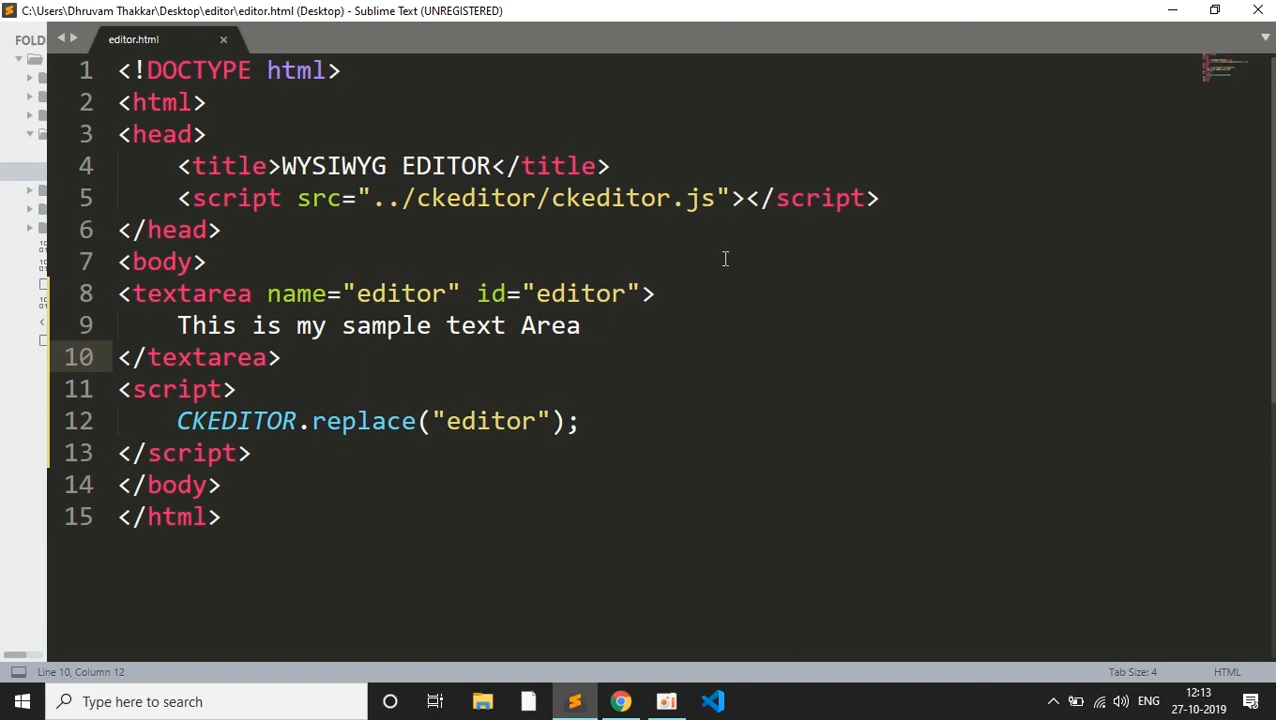 C:\Users\Dhruvam Thakkar\Desktop\editor\editor.html (Desktop) - Sublime Text (UNREGISTERED)
FOLD
editor.html
1 <!DOCTYPE html>
2 <html>
3 <head>
4 <title>WYSIWYG EDITOR</title>
5 <script src="../ckeditor/ckeditor.js"></script>
6 </head>
7 <body>
8 <textarea name="editor" id="editor">
9 This is my sample text Area
10 </textarea>
11 <script>
12 CKEDITOR.replace("editor");
13 </script>
14 </body>
15 </html>
Line 10, Column 12
Tab Size: 4
HTML
Type here to search
ENG
12:13
27-10-2019